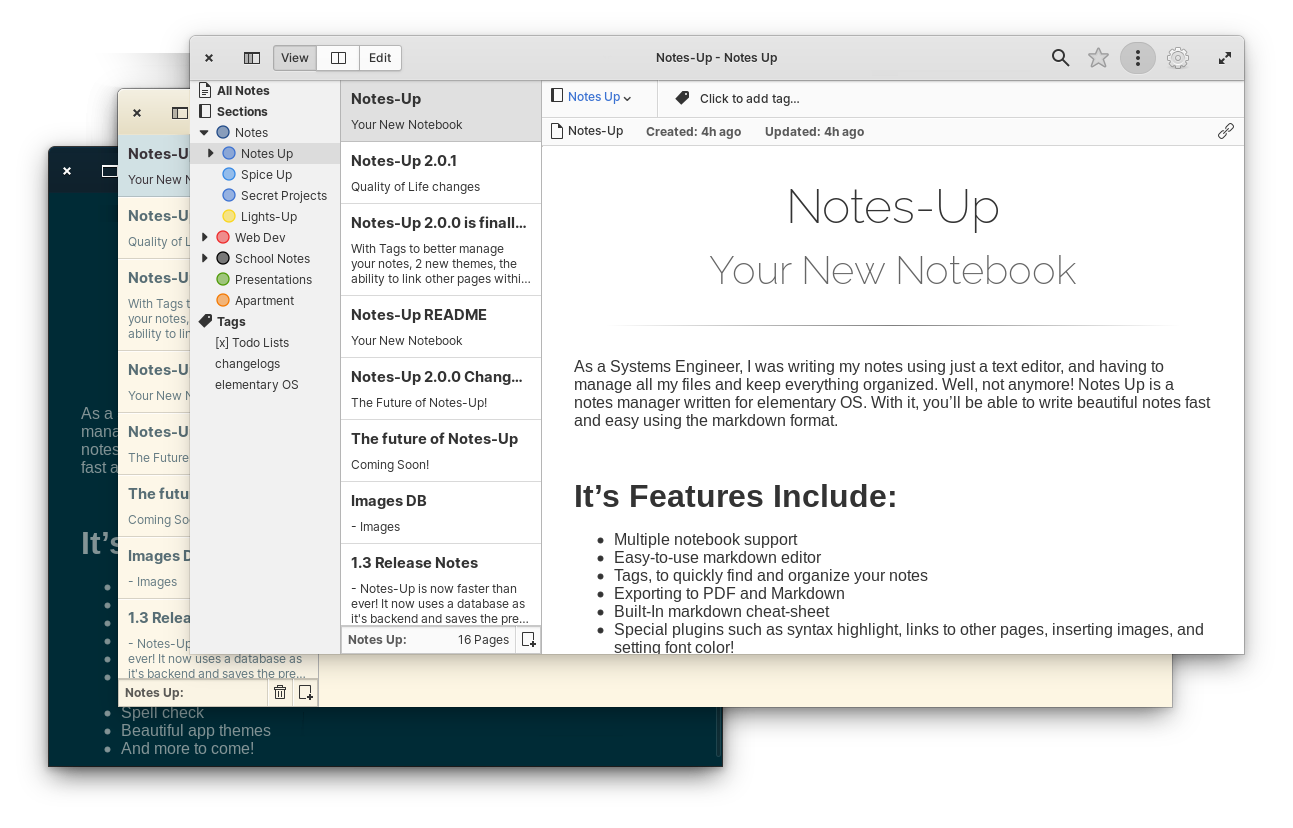 View
Edit
Notes-Up - Notes Up
All Notes
Sections
Notes
Notes Up
Spice Up
Secret Projects
Lights-Up
Web Dev
School Notes
Presentations
Apartment
Tags
[x] Todo Lists
changelogs
elementary OS
Notes-Up
Your New Notebook
Notes-Up 2.0.1
Quality of Life changes
Notes-Up 2.0.0 is finall...
With Tags to better manage
your notes, 2 new themes, the
ability to link other pages withi...
Notes-Up README
Your New Notebook
Notes-Up 2.0.0 Chang...
The Future of Notes-Up!
The future of Notes-Up
Coming Soon!
Images DB
- Images
1.3 Release Notes
- Notes-Up is now faster than
ever! It now uses a database as
it's backend and saves the pre...
Notes Up:
16 Pages
Notes Up
Click to add tag...
Notes-Up
Created: 4h ago
Updated: 4h ago
Notes-Up
Your New Notebook
As a Systems Engineer, I was writing my notes using just a text editor, and having to
manage all my files and keep everything organized. Well, not anymore! Notes Up is a
notes manager written for elementary OS. With it, you’ll be able to write beautiful notes fast
and easy using the markdown format.
It’s Features Include:
Multiple notebook support
Easy-to-use markdown editor
Tags, to quickly find and organize your notes
Exporting to PDF and Markdown
Built-In markdown cheat-sheet
Special plugins such as syntax highlight, links to other pages, inserting images, and
setting font color!
Notes-U
Your New N
Notes-U
Quality of L
Notes-U
With Tags t
your notes,
ability to lin
Notes-U
Your New N
Notes-U
The Future
The futu
Coming So
Images D
- Images
1.3 Relea
- Notes-Up
ever! It now uses a database as
it's backend and saves the pre...
Notes Up:
As a
mana
notes
fast a
It’s
Spell check
Beautiful app themes
And more to come!